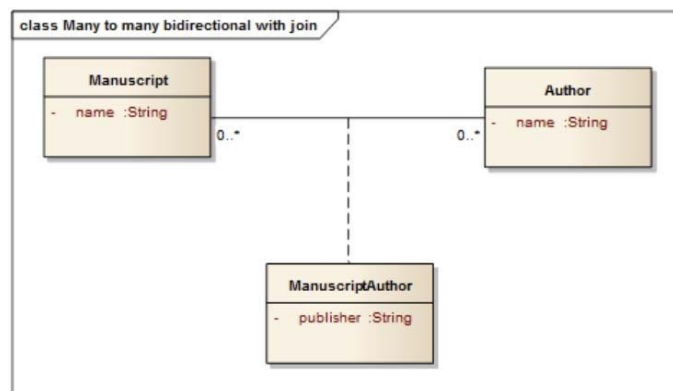 class Many to many bidirectional with join
Manuscript
- name :String
0..*
Author
- name :String
0..*
ManuscriptAuthor
- publisher :String